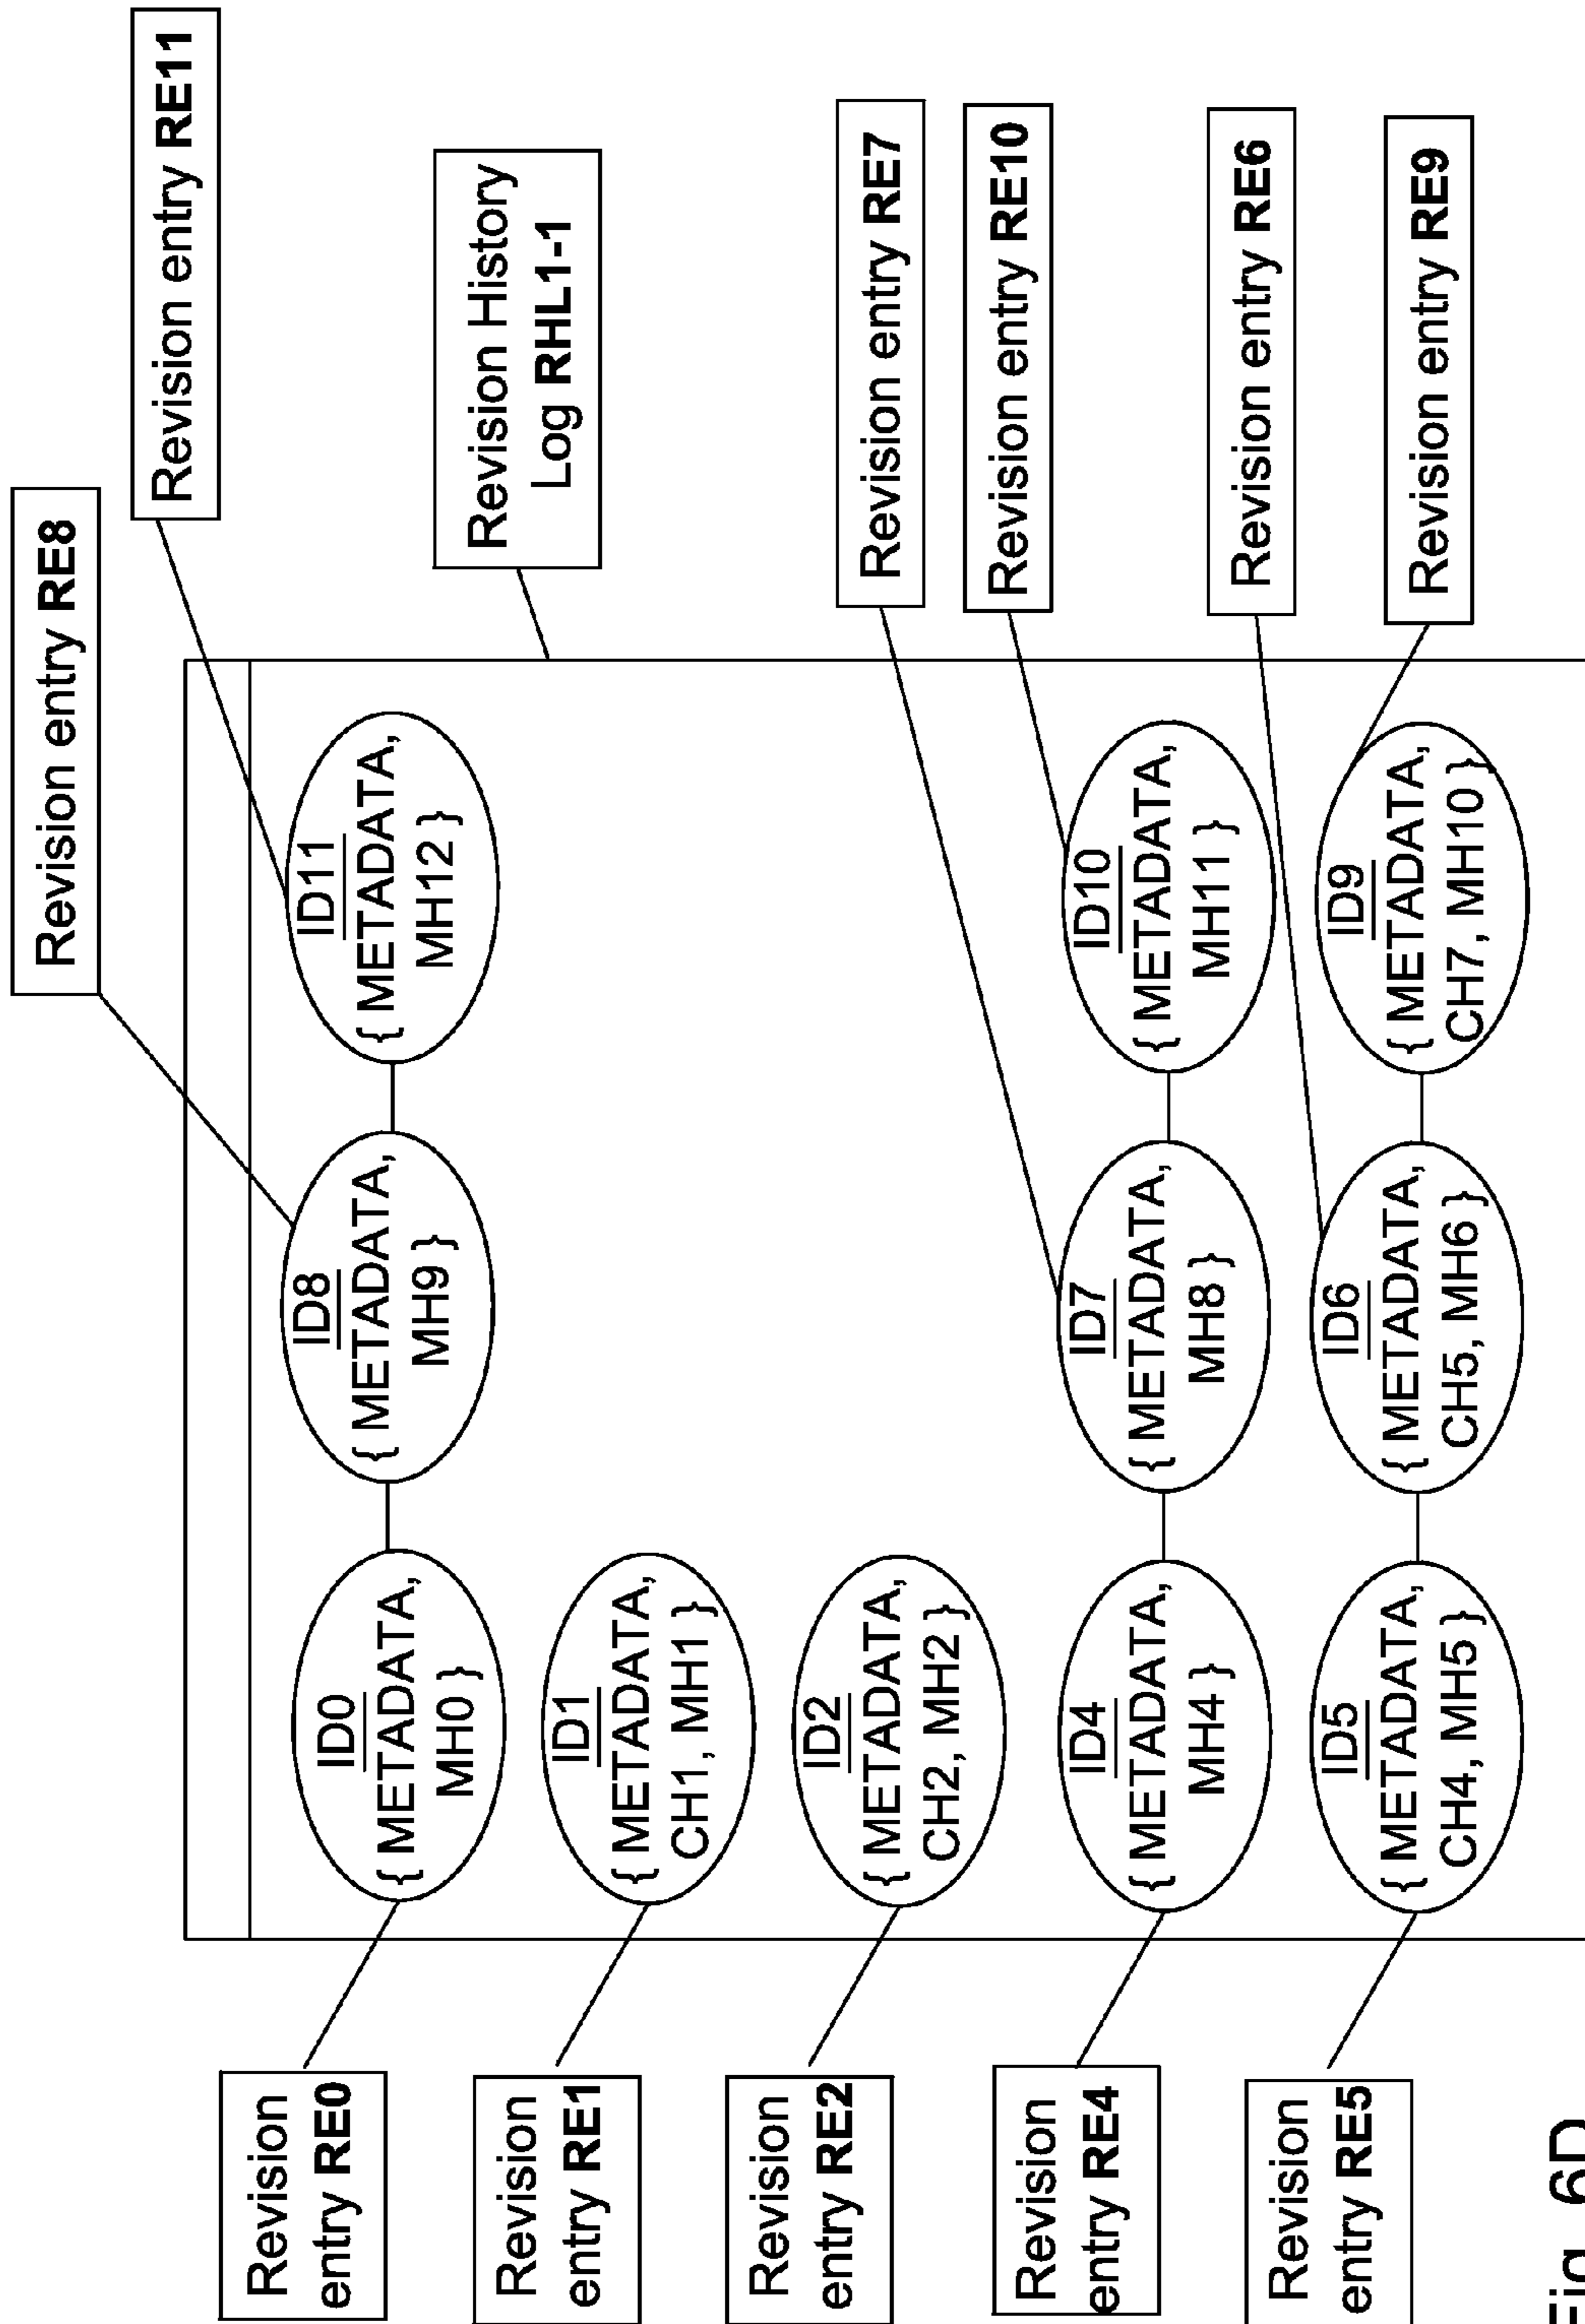 Revision entry RE8
Revision entry RE11
Revision History
Log RHL1-1
Revision
entry RE0
ID0
{ METADATA,
MH0 }
ID8
{ METADATA,
MH9 }
ID11
{ METADATA,
MH12 }
Revision
entry RE1
ID1
{ METADATA,
CH1, MH1 }
Revision
entry RE2
ID2
{ METADATA,
CH2, MH2 }
Revision entry RE7
Revision entry RE10
Revision
entry RE4
ID4
{ METADATA,
MH4 }
ID7
{ METADATA,
MH8 }
ID10
{ METADATA,
MH11 }
Revision entry RE6
Revision entry RE9
Revision
entry RE5
ID5
{ METADATA,
CH4, MH5 }
ID6
{ METADATA,
CH5, MH6 }
ID9
{ METADATA,
CH7, MH10 }
Fig. 6D